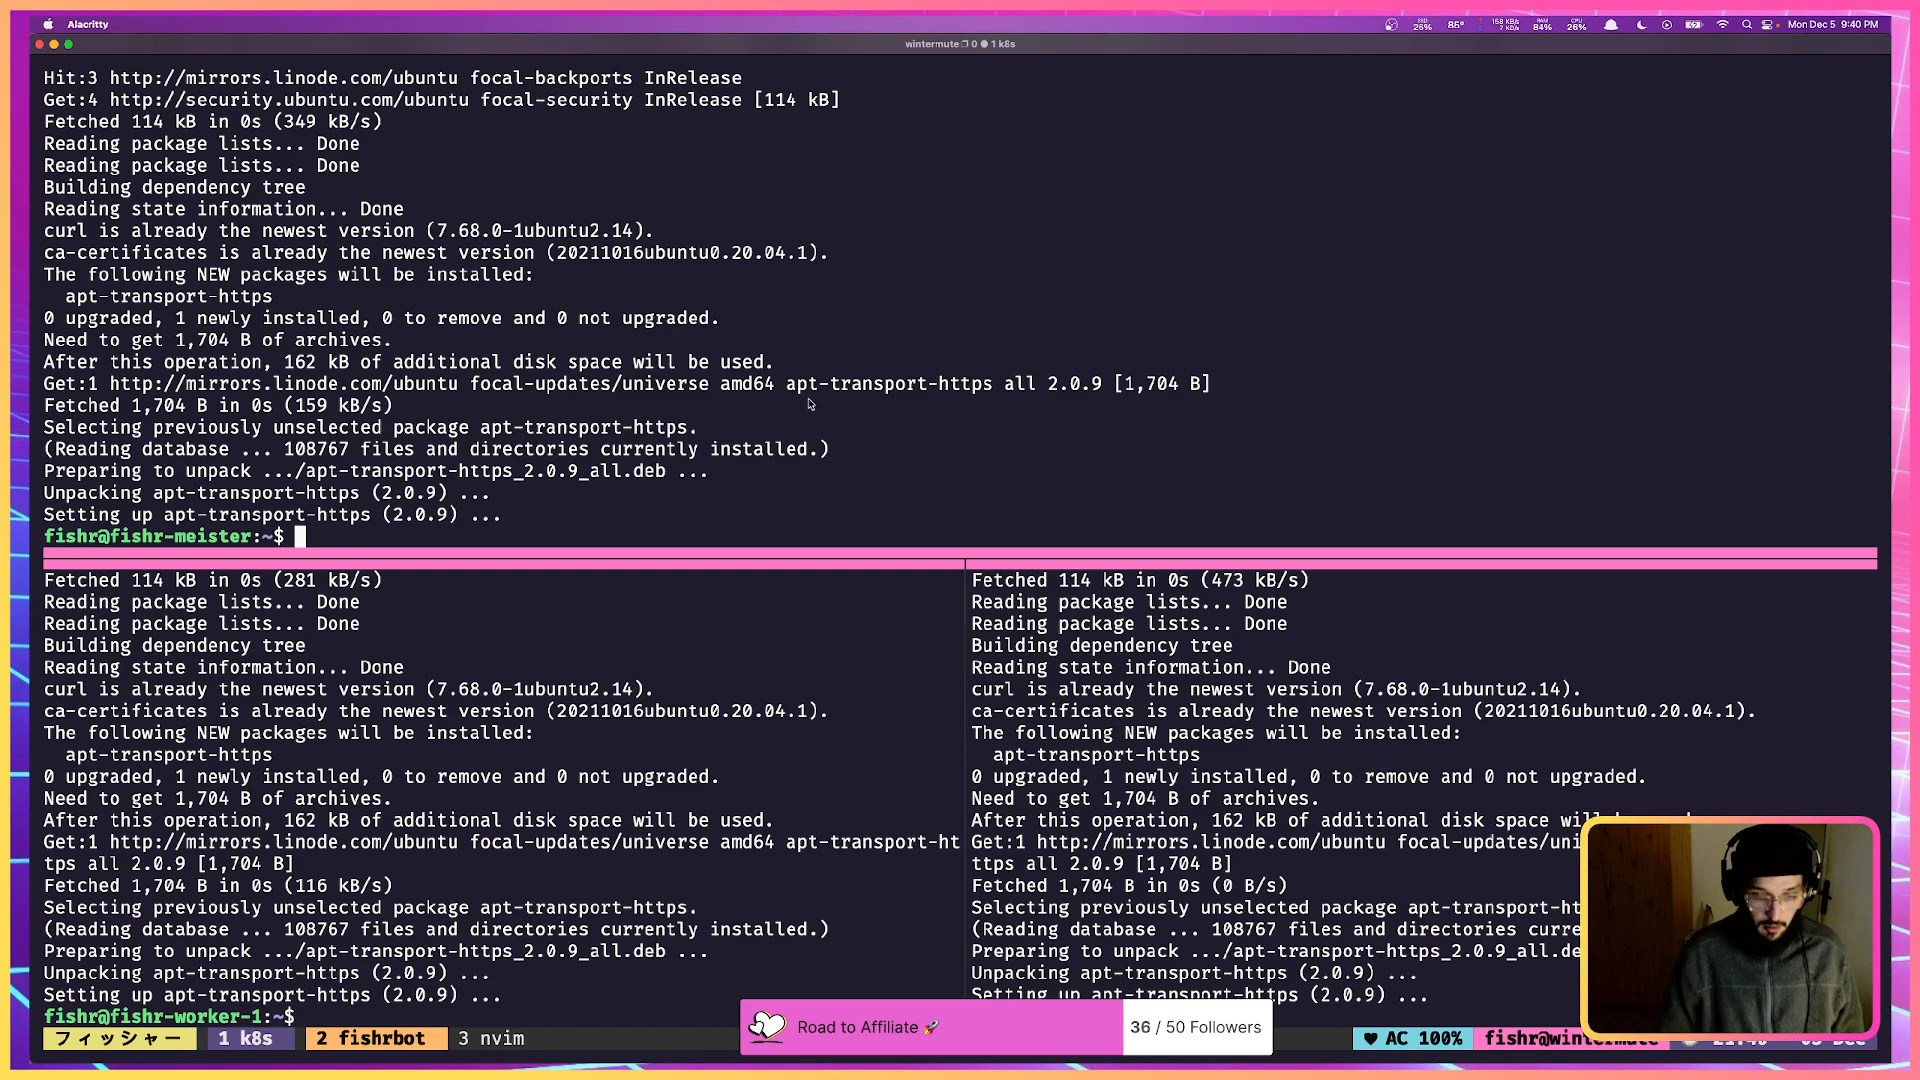 Alacritty
SSD 26%
85°
158 KB/s
7 KB/s
RAM 84%
CPU 26%
Mon Dec 5 9:40 PM
wintermute 0 ● 1 k8s
Hit:3 http://mirrors.linode.com/ubuntu focal-backports InRelease
Get:4 http://security.ubuntu.com/ubuntu focal-security InRelease [114 kB]
Fetched 114 kB in 0s (349 kB/s)
Reading package lists... Done
Reading package lists... Done
Building dependency tree
Reading state information... Done
curl is already the newest version (7.68.0-1ubuntu2.14).
ca-certificates is already the newest version (20211016ubuntu0.20.04.1).
The following NEW packages will be installed:
apt-transport-https
0 upgraded, 1 newly installed, 0 to remove and 0 not upgraded.
Need to get 1,704 B of archives.
After this operation, 162 kB of additional disk space will be used.
Get:1 http://mirrors.linode.com/ubuntu focal-updates/universe amd64 apt-transport-https all 2.0.9 [1,704 B]
Fetched 1,704 B in 0s (159 kB/s)
Selecting previously unselected package apt-transport-https.
(Reading database ... 108767 files and directories currently installed.)
Preparing to unpack .../apt-transport-https_2.0.9_all.deb ...
Unpacking apt-transport-https (2.0.9) ...
Setting up apt-transport-https (2.0.9) ...
fishr@fishr-meister:~$
Fetched 114 kB in 0s (281 kB/s)
Reading package lists... Done
Reading package lists... Done
Building dependency tree
Reading state information... Done
curl is already the newest version (7.68.0-1ubuntu2.14).
ca-certificates is already the newest version (20211016ubuntu0.20.04.1).
The following NEW packages will be installed:
apt-transport-https
0 upgraded, 1 newly installed, 0 to remove and 0 not upgraded.
Need to get 1,704 B of archives.
After this operation, 162 kB of additional disk space will be used.
Get:1 http://mirrors.linode.com/ubuntu focal-updates/universe amd64 apt-transport-ht
tps all 2.0.9 [1,704 B]
Fetched 1,704 B in 0s (116 kB/s)
Selecting previously unselected package apt-transport-https.
(Reading database ... 108767 files and directories currently installed.)
Preparing to unpack .../apt-transport-https_2.0.9_all.deb ...
Unpacking apt-transport-https (2.0.9) ...
Setting up apt-transport-https (2.0.9) ...
fishr@fishr-worker-1:~$
Fetched 114 kB in 0s (473 kB/s)
Reading package lists... Done
Reading package lists... Done
Building dependency tree
Reading state information... Done
curl is already the newest version (7.68.0-1ubuntu2.14).
ca-certificates is already the newest version (20211016ubuntu0.20.04.1).
The following NEW packages will be installed:
apt-transport-https
0 upgraded, 1 newly installed, 0 to remove and 0 not upgraded.
Need to get 1,704 B of archives.
After this operation, 162 kB of additional disk space
Get:1 http://mirrors.linode.com/ubuntu focal-updates/uni
ttps all 2.0.9 [1,704 B]
Fetched 1,704 B in 0s (0 B/s)
Selecting previously unselected package apt-transport-ht
(Reading database ... 108767 files and directories curre
Preparing to unpack .../apt-transport-https_2.0.9_all.de
Unpacking apt-transport-https (2.0.9) ...
Setting up apt-transport-https (2.0.9) ...
Road to Affiliate 🚀
36 / 50 Followers
フィッシャー 1 k8s 2 fishrbot 3 nvim
♥ AC 100% fishr@wintermute